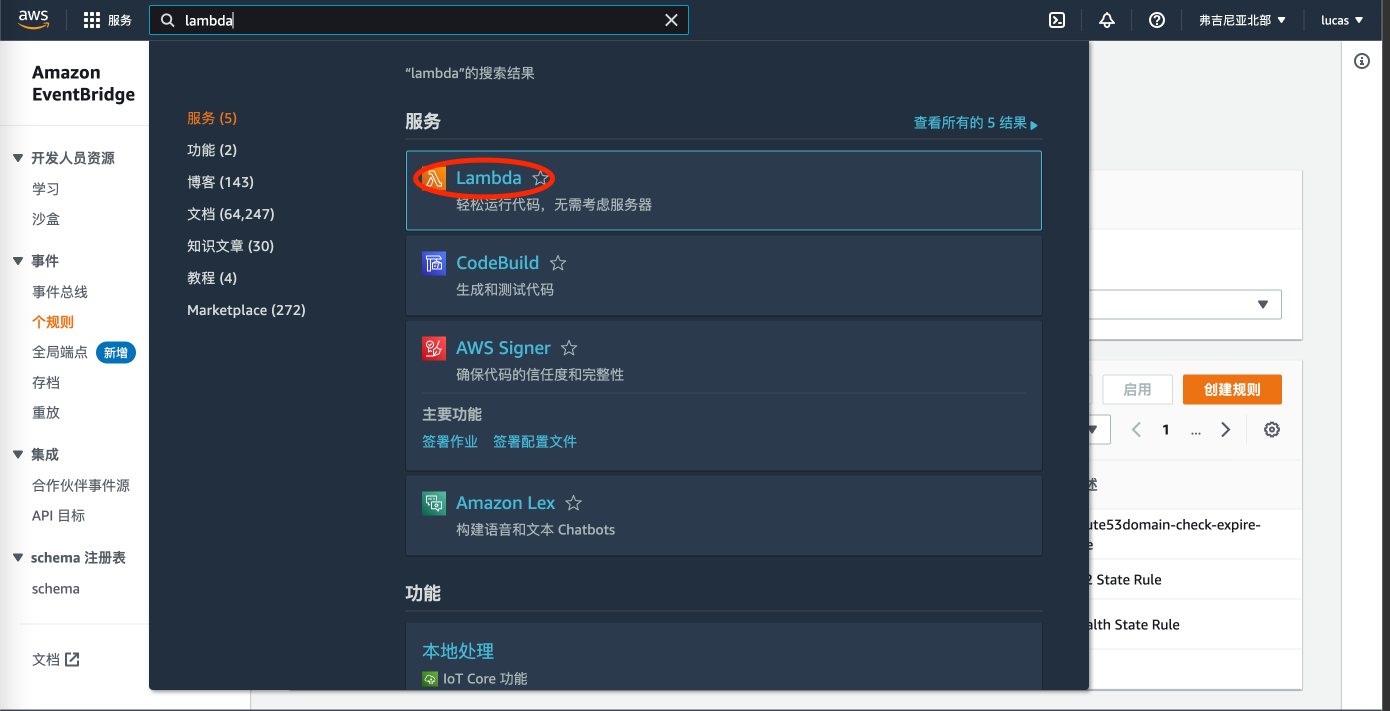 aws
服务
lambda
弗吉尼亚北部
lucas
Amazon
EventBridge
开发人员资源
学习
沙盒
事件
事件总线
个规则
全局端点 新增
存档
重放
集成
合作伙伴事件源
API 目标
schema 注册表
schema
文档
“lambda”的搜索结果
服务 (5)
功能 (2)
博客 (143)
文档 (64,247)
知识文章 (30)
教程 (4)
Marketplace (272)
服务
查看所有的 5 结果
Lambda
轻松运行代码，无需考虑服务器
CodeBuild
生成和测试代码
AWS Signer
确保代码的信任度和完整性
主要功能
签署作业 签署配置文件
Amazon Lex
构建语音和文本 Chatbots
功能
本地处理
IoT Core 功能
启用
创建规则
1 ...
述
ute53domain-check-expire-
e
2 State Rule
alth State Rule